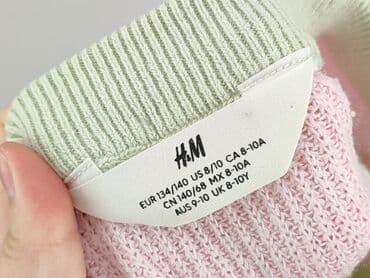 H&M
EUR 134/140 US 8/10 CA 8-10A
CN 140/68 MX 8-10A
AUS 9-10 UK 8-10Y